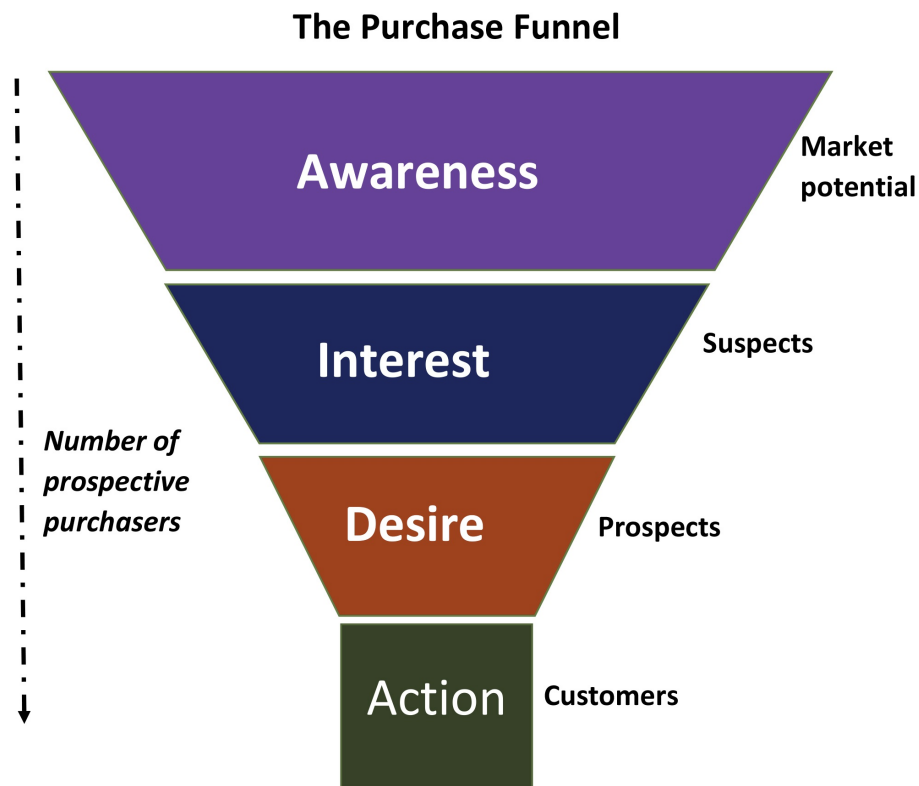 The Purchase Funnel
Awareness
Market
potential
Interest
Suspects
Number of
prospective
purchasers
Desire
Prospects
Action
Customers